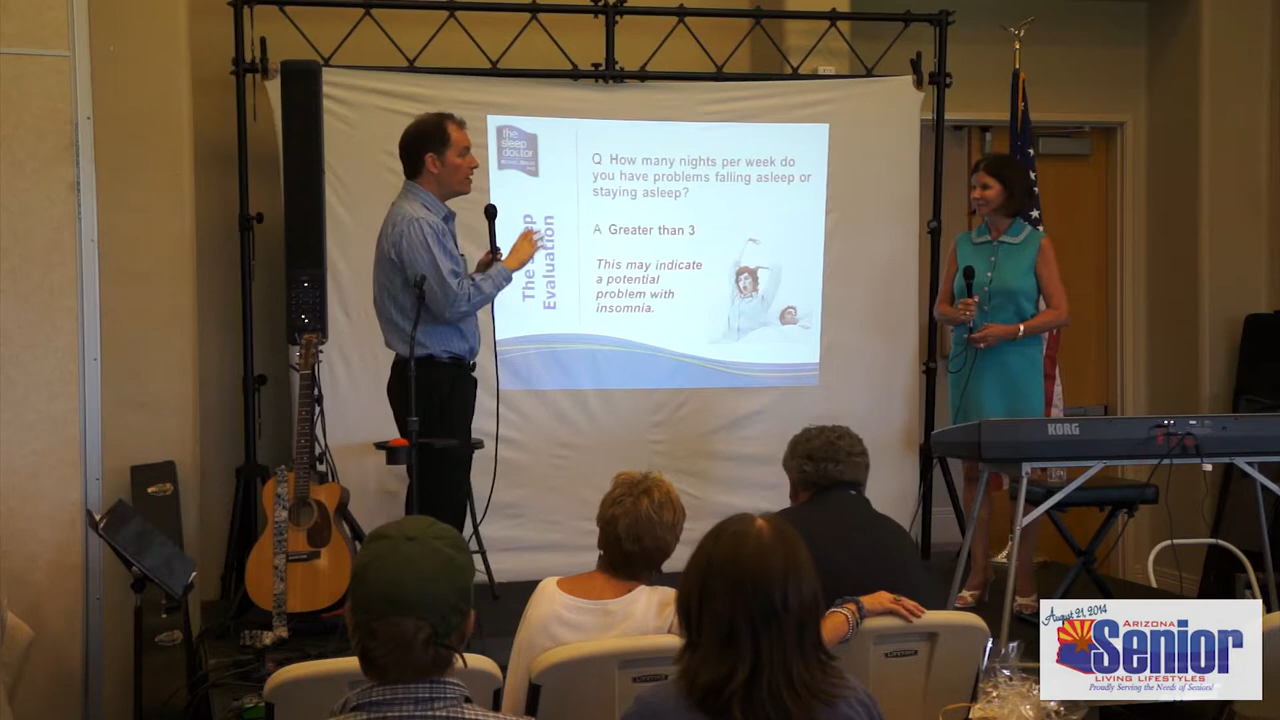 the
sleep
doctor
Q How many nights per week do
you have problems falling asleep or
staying asleep?
A Greater than 3
This may indicate
a potential
problem with
insomnia.
The
Evaluation
KORG
LIFETIME
August 21, 2014
ARIZONA
Senior
LIVING LIFESTYLES
Proudly Serving the Needs of Seniors!